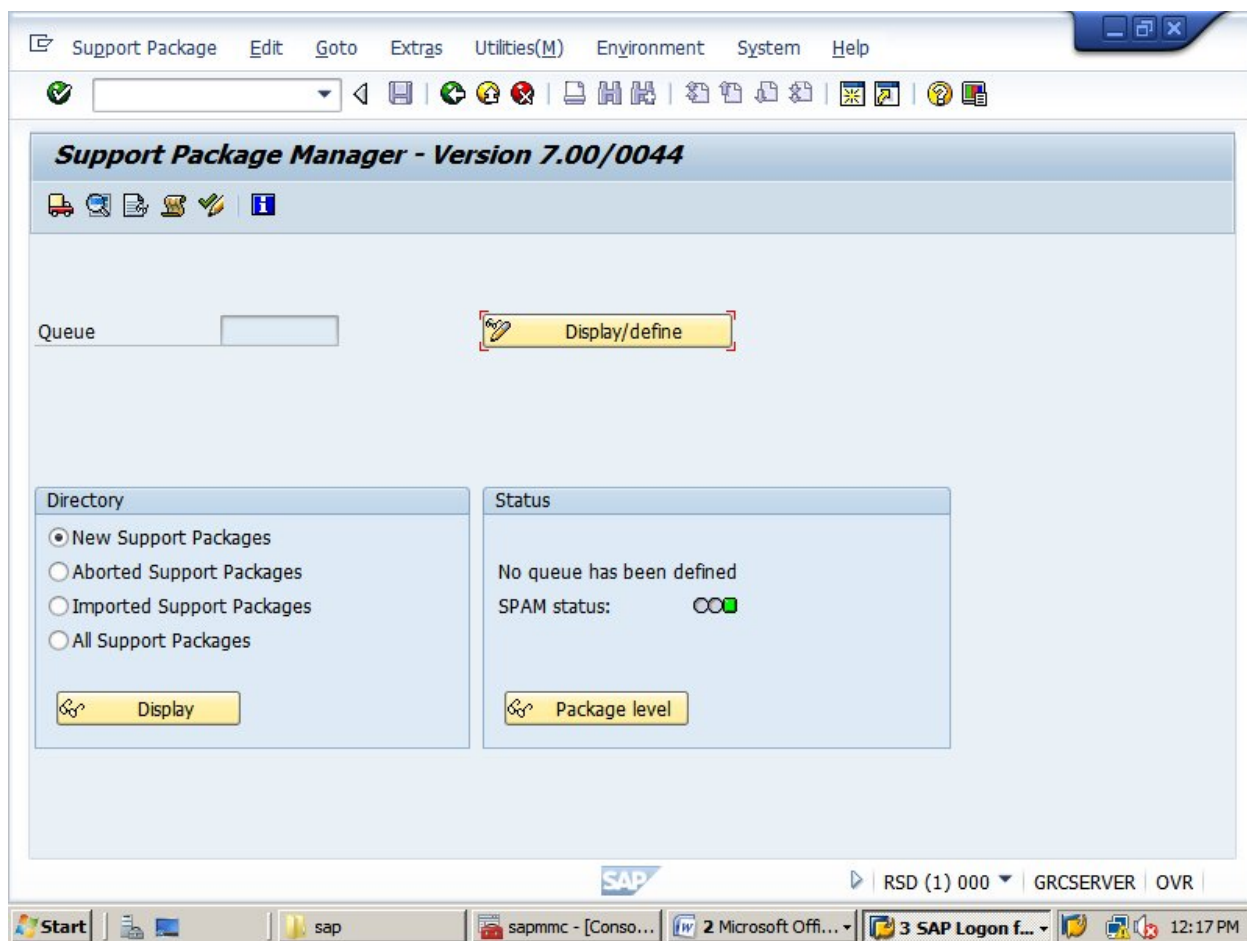 Support Package Edit Goto Extras Utilities(M) Environment System Help
Support Package Manager - Version 7.00/0044
Queue Display/define
Directory
New Support Packages
Aborted Support Packages
Imported Support Packages
All Support Packages
Display
Status
No queue has been defined
SPAM status:
Package level
SAP
RSD (1) 000 GRCSERVER OVR
Start sap sapmmc - [Conso... 2 Microsoft Offi... 3 SAP Logon f... 12:17 PM